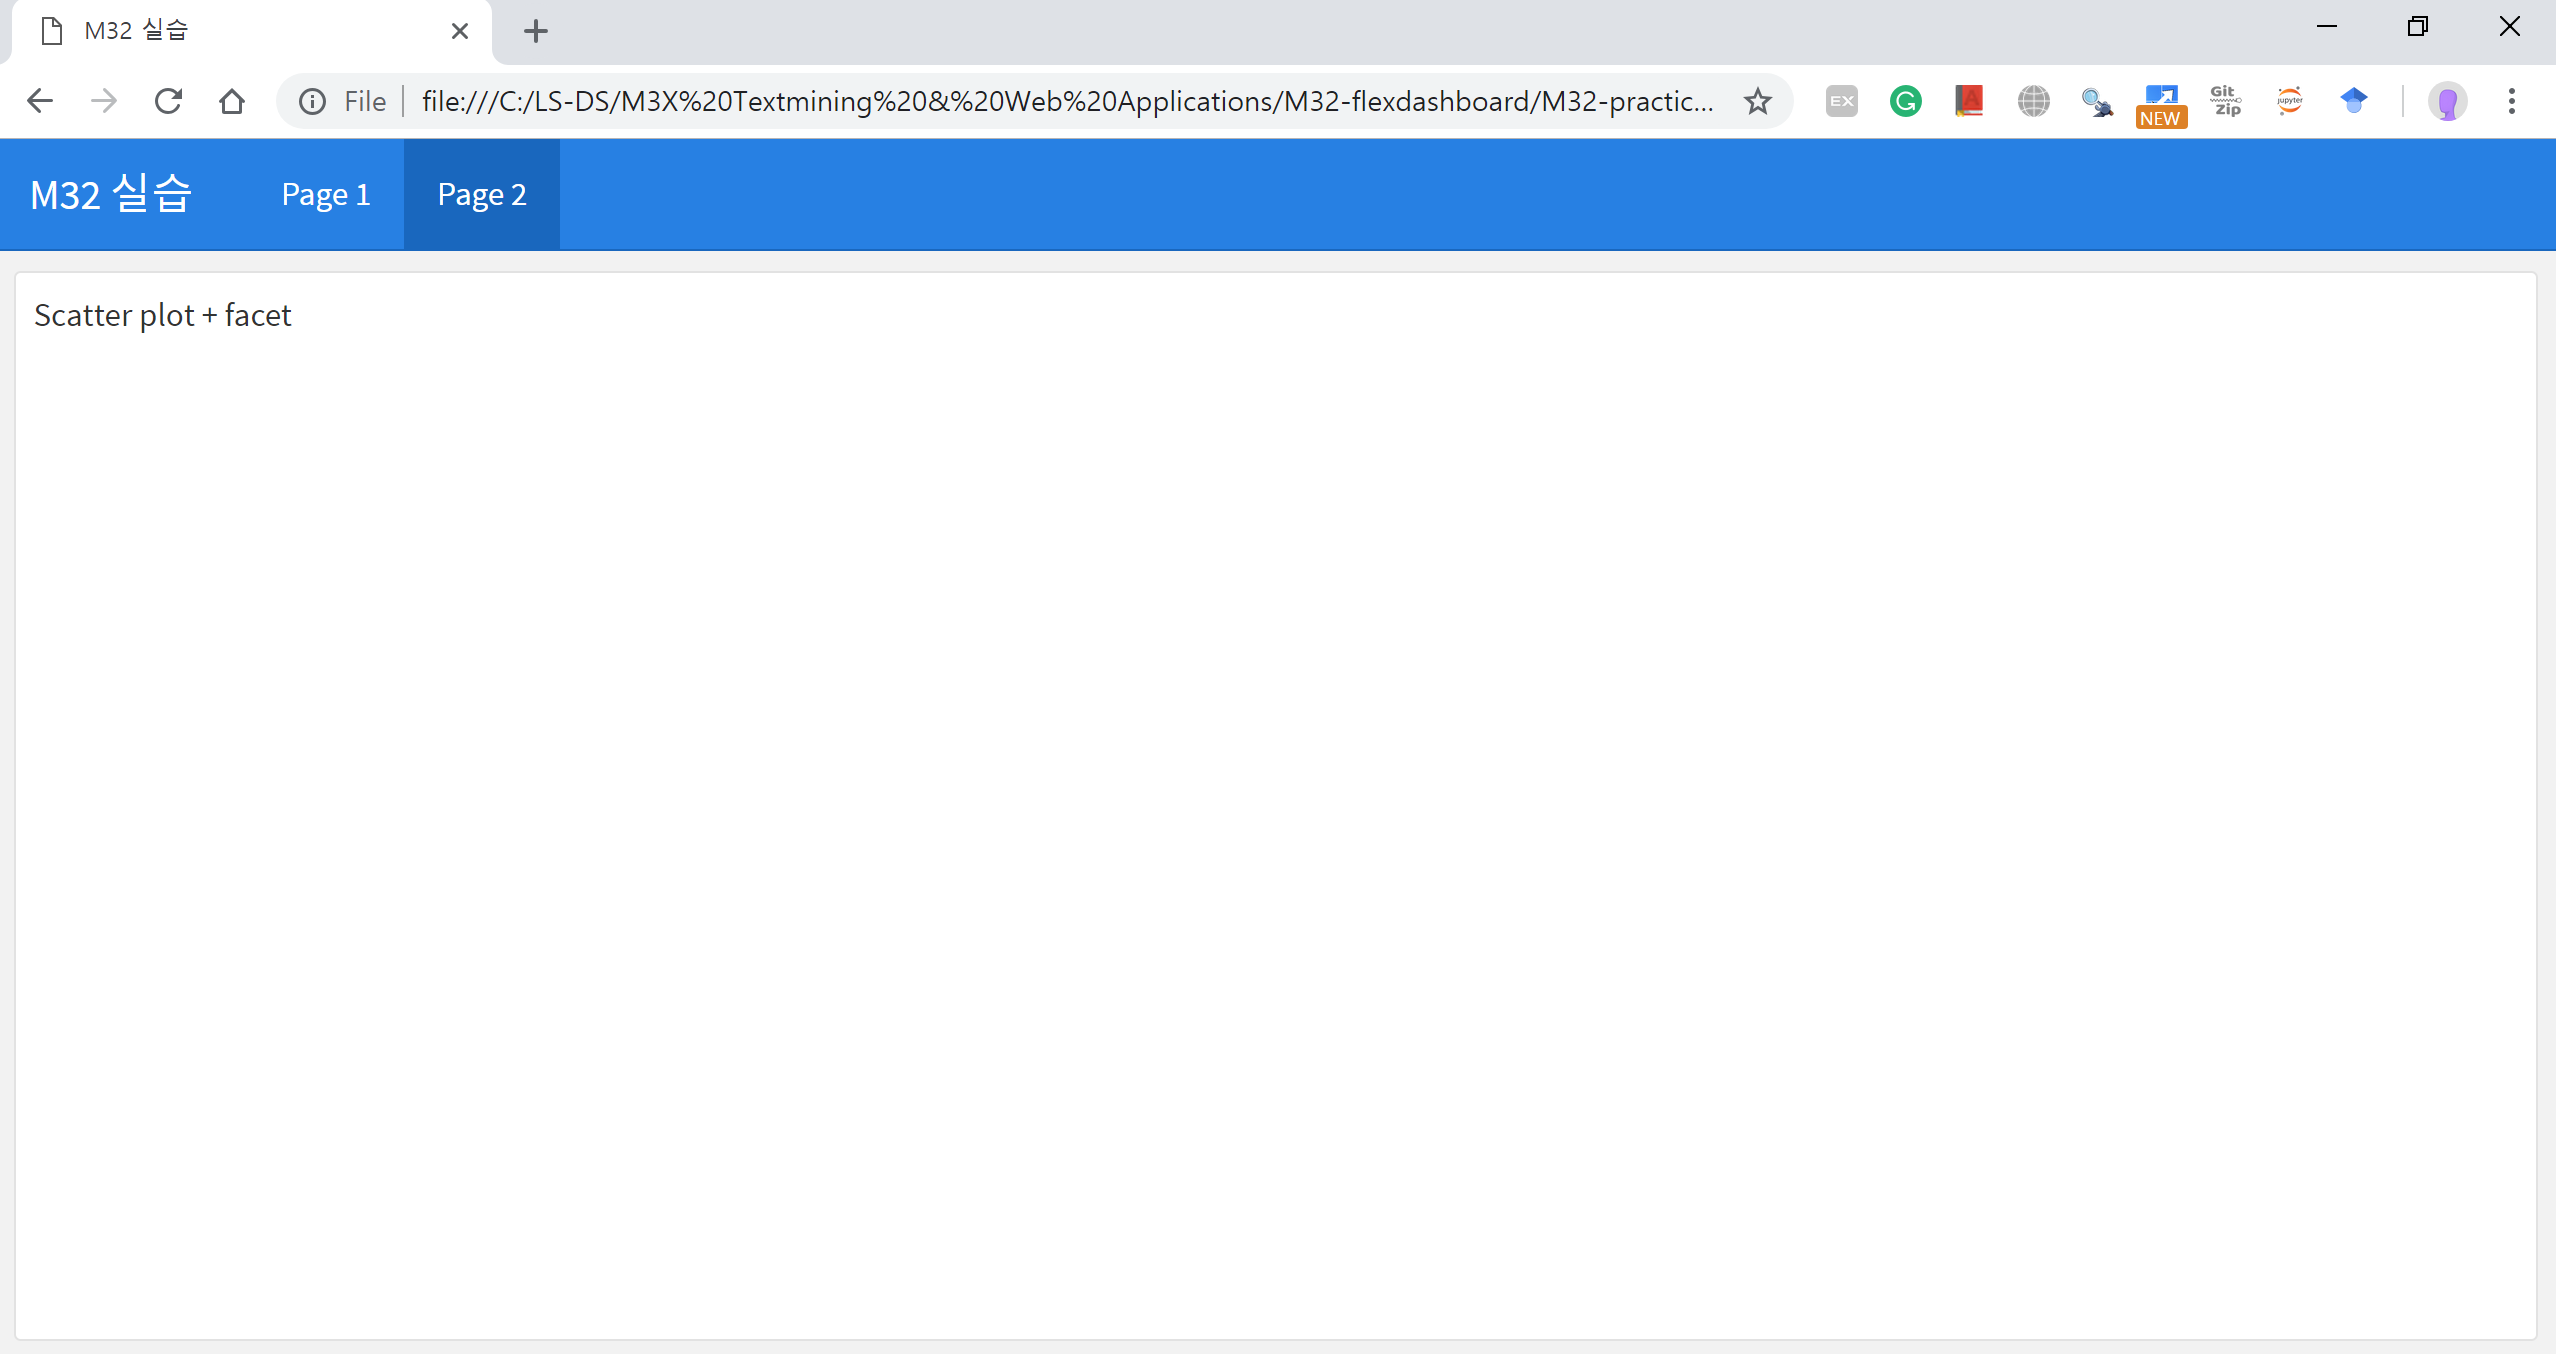 M32 실습
File
file:///C:/LS-DS/M3X%20Textmining%20&%20Web%20Applications/M32-flexdashboard/M32-practic...
EX
G
A
NEW
Git
Zip
jupyter
M32 실습
Page 1
Page 2
Scatter plot + facet